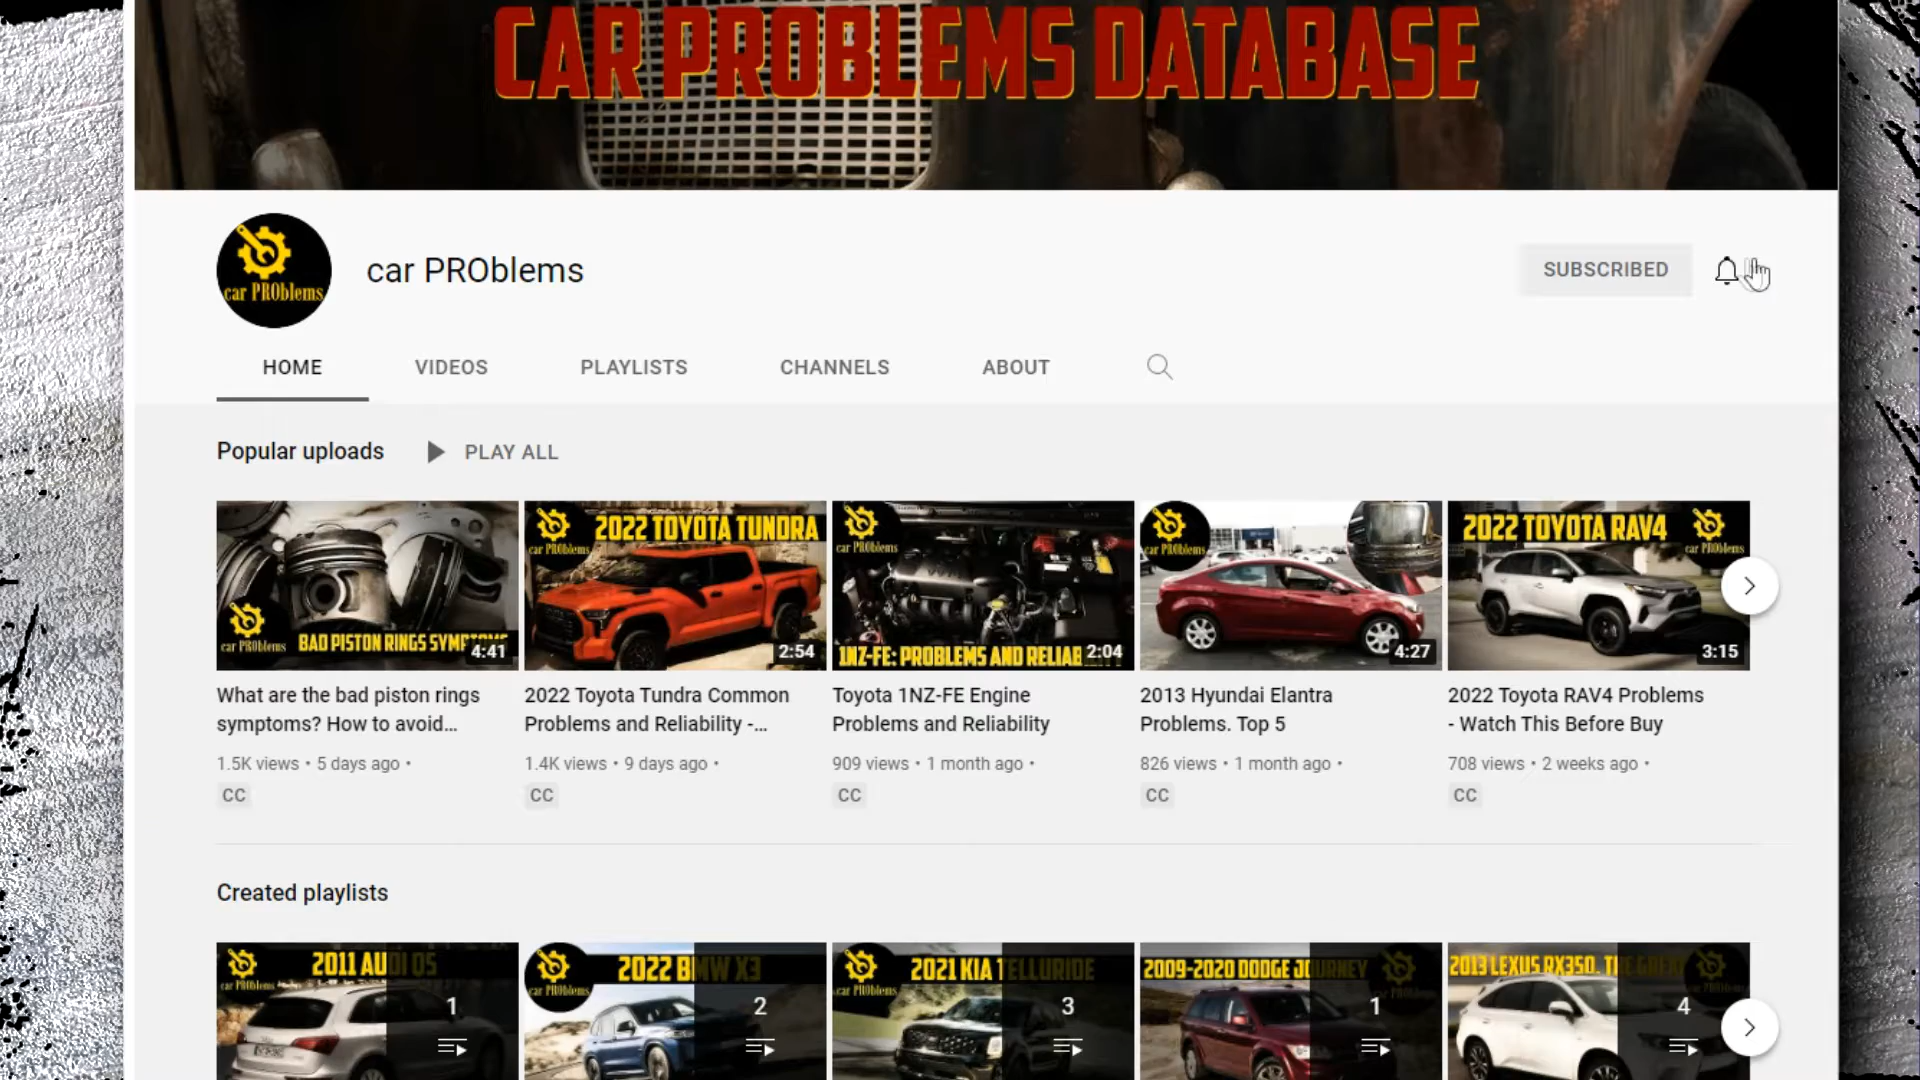 CAR PROBLEMS DATABASE
car PROblems
car PROblems
SUBSCRIBED
HOME
VIDEOS
PLAYLISTS
CHANNELS
ABOUT
Popular uploads
PLAY ALL
car PROblems
BAD PISTON RINGS
4:41
car PROblems
2022 TOYOTA TUNDRA
2:54
car PROblems
1NZ-FE: PROBLEMS AND
2:04
car PROblems
4:27
2022 TOYOTA RAV4
car PROblems
3:15
What are the bad piston rings
symptoms? How to avoid...
1.5K views • 5 days ago •
CC
2022 Toyota Tundra Common
Problems and Reliability -...
1.4K views • 9 days ago •
CC
Toyota 1NZ-FE Engine
Problems and Reliability
909 views • 1 month ago •
CC
2013 Hyundai Elantra
Problems. Top 5
826 views • 1 month ago •
CC
2022 Toyota RAV4 Problems
- Watch This Before Buy
708 views • 2 weeks ago •
CC
Created playlists
car PROblems
2011 AUDI Q5
1
car PROblems
2022 BMW X3
2
car PROblems
2021 KIA TELLURIDE
3
2009-2020 DODGE JOURNEY
car PROblems
1
2013 LEXUS RX350.
4